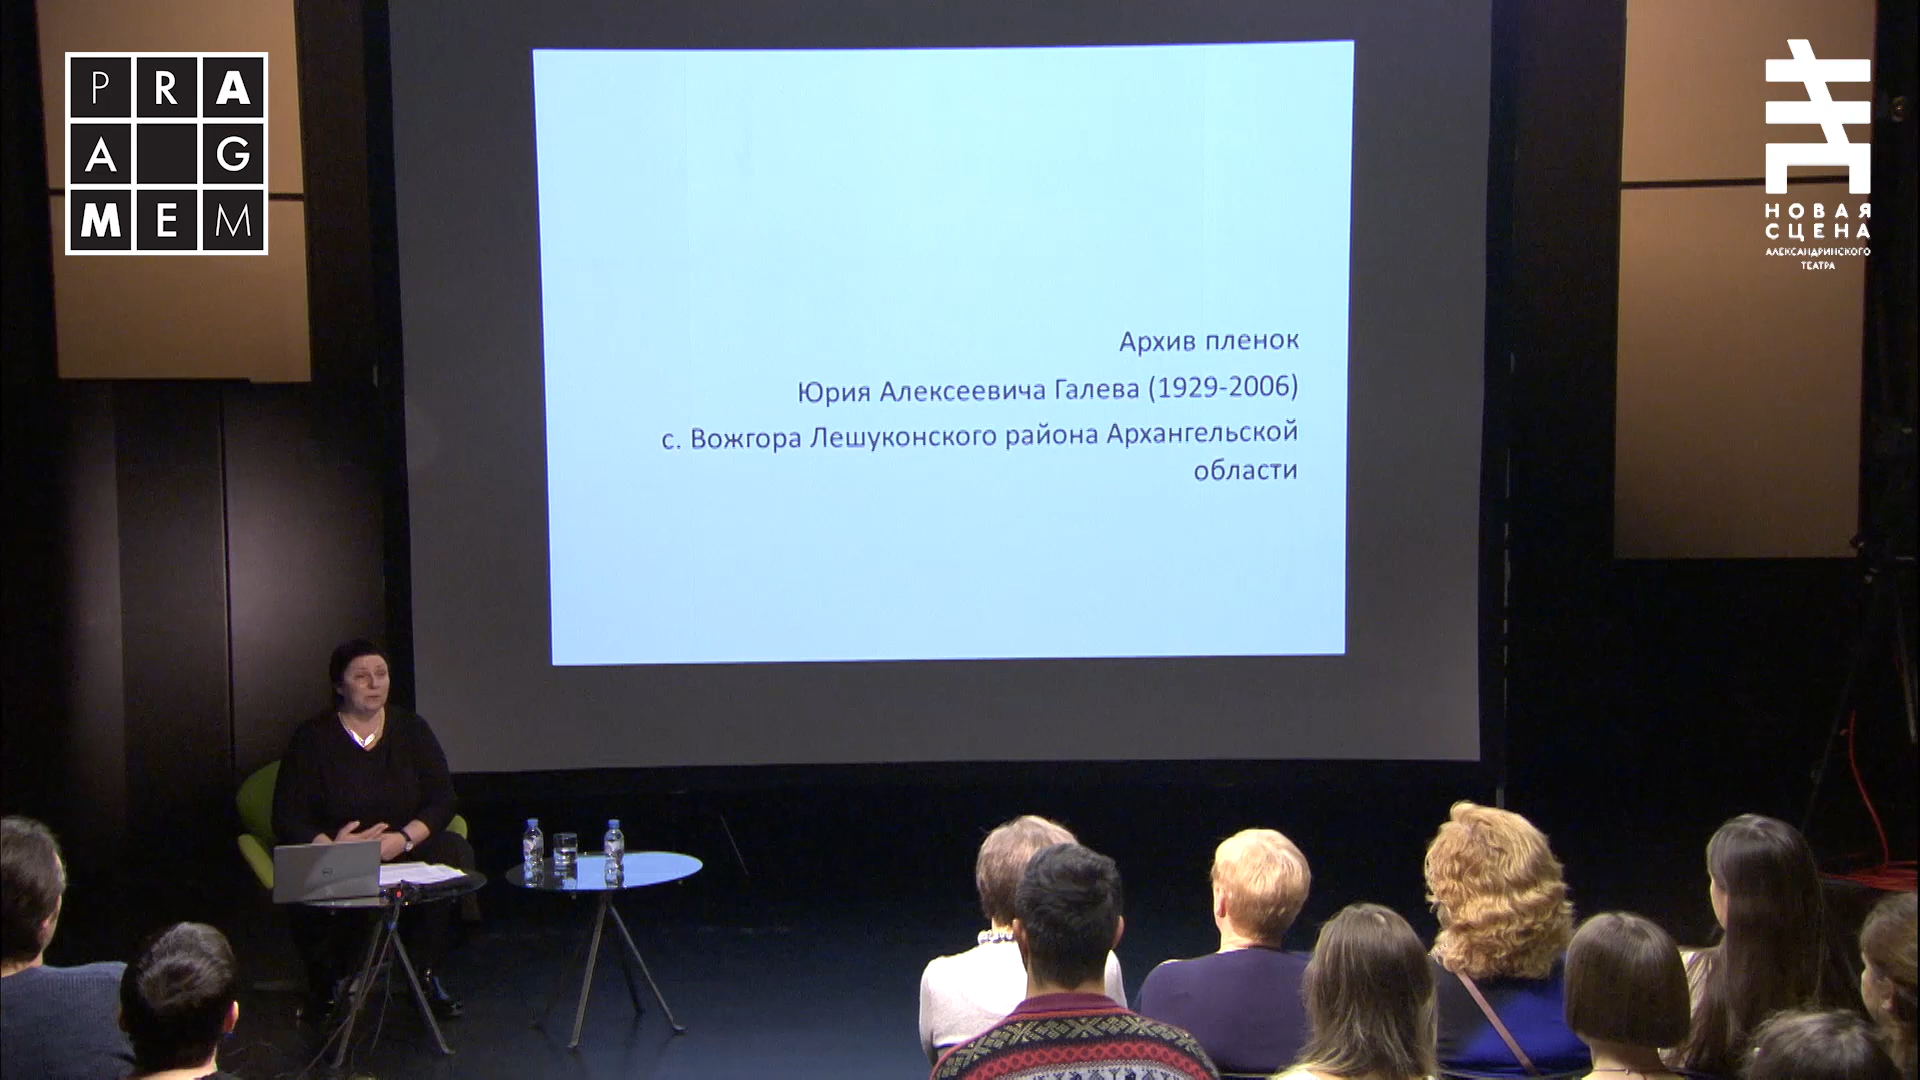 PRA
AG
MEM
Архив пленок
Юрия Алексеевича Галева (1929-2006)
с. Вожгора Лешуконского района Архангельской
области
НОВАЯ
СЦЕНА
АЛЕКСАНДРИНСКОГО
ТЕАТРА